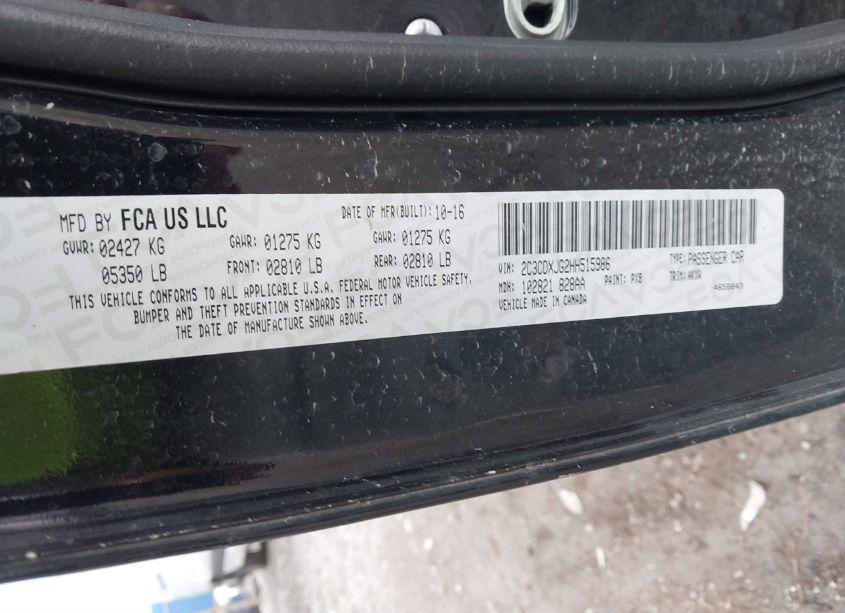 MFD BY FCA US LLC DATE OF MFR(BUILT): 10-16
GVWR: 02427 KG GAWR: 01275 KG GAWR: 01275 KG
05350 LB FRONT: 02810 LB REAR: 02810 LB
THIS VEHICLE CONFORMS TO ALL APPLICABLE U.S.A. FEDERAL MOTOR VEHICLE SAFETY,
BUMPER AND THEFT PREVENTION STANDARDS IN EFFECT ON
THE DATE OF MANUFACTURE SHOWN ABOVE.
VIN: 2C3CDXJG2HH515986 TYPE: PASSENGER CAR
MDH: 102821 828AA PAINT: PX8 TRIM:
VEHICLE MADE IN CANADA 4658843